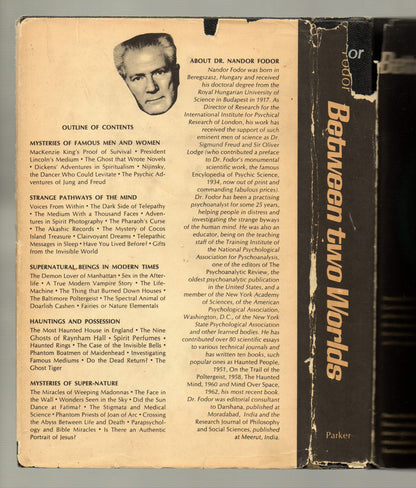 OUTLINE OF CONTENTS
MYSTERIES OF FAMOUS MEN AND WOMEN
MacKenzie King's Proof of Survival • President
Lincoln's Medium • The Ghost that Wrote Novels
• Dickens' Adventures in Spiritualism • Nijinsky,
the Dancer Who Could Levitate • The Psychic Ad-
ventures of Jung and Freud
STRANGE PATHWAYS OF THE MIND
Voices From Within • The Dark Side of Telepathy
• The Medium With a Thousand Faces • Adven-
tures in Spirit Photography • The Pharaoh's Curse
• The Akashic Records • The Mystery of Cocos
Island Treasure • Clairvoyant Dreams • Telepathic
Messages in Sleep • Have You Lived Before? • Gifts
from the Invisible World
SUPERNATURAL BEINGS IN MODERN TIMES
The Demon Lover of Manhattan • Sex in the After-
life • A True Modern Vampire Story • The Life-
Machine • The Thing that Burned Down Houses •
The Baltimore Poltergeist • The Spectral Animal of
Doarlish Cashen • Fairies or Nature Elementals
HAUNTINGS AND POSSESSION
The Most Haunted House in England • The Nine
Ghosts of Raynham Hall • Spirit Perfumes •
Haunted Rings • The Case of the Invisible Bells •
Phantom Boatmen of Maidenhead • Investigating
Famous Mediums • Do the Dead Return? • The
Ghost Tiger
MYSTERIES OF SUPER-NATURE
The Miracles of Weeping Madonnas • The Face in
the Wall • Wonders Seen in the Sky • Did the Sun
Dance at Fatima? • The Stigmata and Medical
Science • Phantom Priests of Joan of Arc • Crossing
the Abyss Between Life and Death • Parapsychol-
ogy and Bible Miracles • Is There an Authentic
Portrait of Jesus?
ABOUT DR. NANDOR FODOR
Nandor Fodor was born in
Beregszasz, Hungary and received
his doctoral degree from the
Royal Hungarian University
of Science in Budapest in 1917. As
Director of Research for the
International Institute for Psychical
Research of London, his work has
received the support of such
eminent men of science as Dr.
Sigmund Freud and Sir Oliver
Lodge (who contributed a preface
to Dr. Fodor's monumental
scientific work, the famous
Encyclopedia of Psychic Science,
1934, now out of print and
commanding fabulous prices).
Dr. Fodor has been a practising
psychoanalyst for some 25 years,
helping people in distress and
investigating the strange byways
of the human mind. He was also an
educator, being on the teaching
staff of the Training Institute of
the National Psychological
Association for Psychoanalysis,
one of the editors of The
Psychoanalytic Review, the
oldest psychoanalytic publication
in the United States, and a
member of the New York Academy
of Sciences, of the American
Psychological Association,
Washington, D.C., of the New York
State Psychological Association
and other learned bodies. He has
contributed over 80 scientific essays
to various technical journals and
has written ten books, such
popular ones as Haunted People,
1951, On the Trail of the
Poltergeist, 1958, The Haunted
Mind, 1960 and Mind Over Space,
1962, his most recent book.
Dr. Fodor was editorial consultant
to Darshana, published at
Moradabad, India and the
Research Journal of Philosophy
and Social Sciences, published
at Meerut, India.
Fodor
Between two Worlds
Parker
or